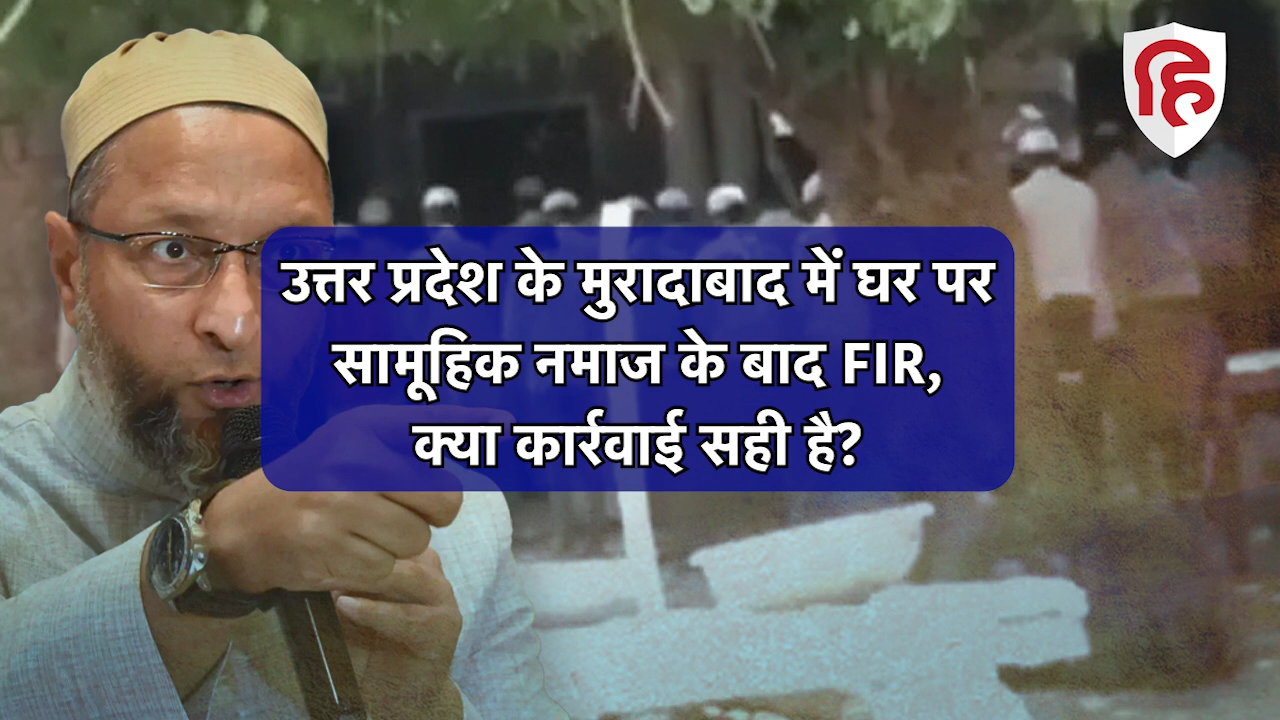 हि
उत्तर प्रदेश के मुरादाबाद में घर पर
सामूहिक नमाज के बाद FIR,
क्या कार्रवाई सही है?